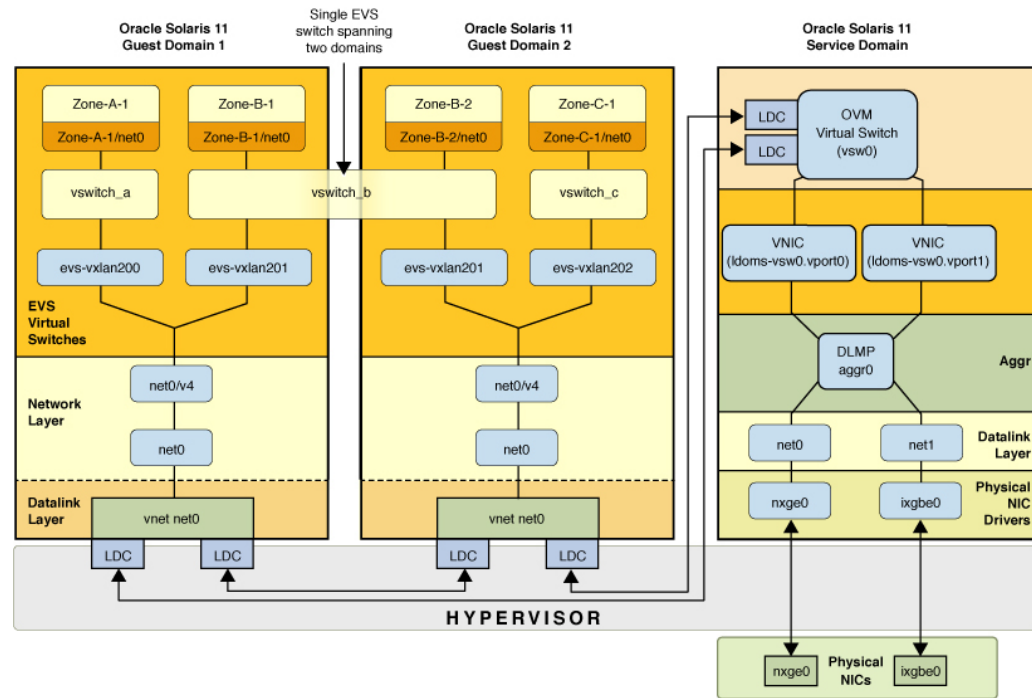 Oracle Solaris 11
Guest Domain 1
Single EVS
switch spanning
two domains
Oracle Solaris 11
Guest Domain 2
Oracle Solaris 11
Service Domain
Zone-A-1
Zone-A-1/net0
Zone-B-1
Zone-B-1/net0
Zone-B-2
Zone-B-2/net0
Zone-C-1
Zone-C-1/net0
vswitch_a
vswitch_b
vswitch_c
evs-vxlan200
evs-vxlan201
evs-vxlan201
evs-vxlan202
EVS
Virtual
Switches
Network
Layer
net0/v4
net0
net0/v4
net0
Datalink
Layer
vnet net0
LDC
LDC
vnet net0
LDC
LDC
LDC
LDC
OVM
Virtual Switch
(vsw0)
VNIC
(ldoms-vsw0.vport0)
VNIC
(ldoms-vsw0.vport1)
DLMP
aggr0
Aggr
net0
net1
Datalink
Layer
nxge0
ixgbe0
Physical
NIC
Drivers
HYPERVISOR
nxge0
Physical
NICs
ixgbe0